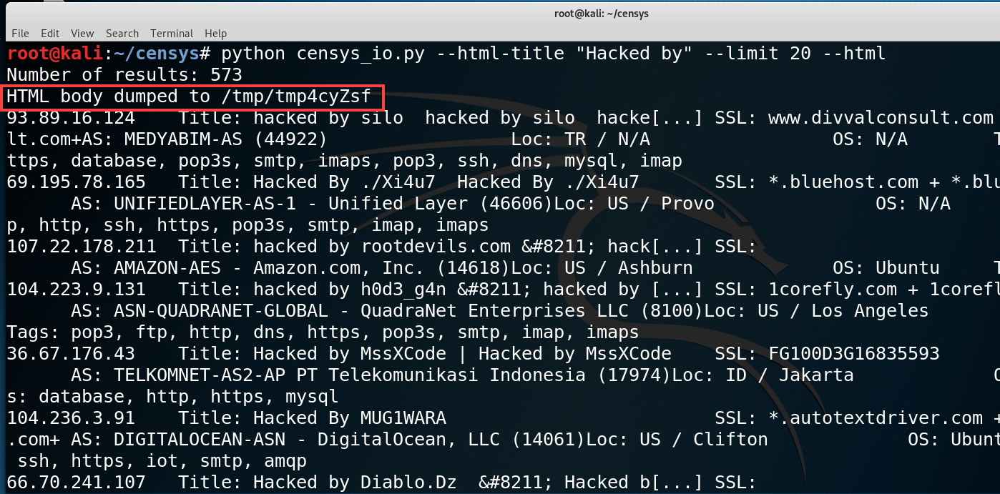 root@kali: ~/censys
File Edit View Search Terminal Help
root@kali:~/censys# python censys_io.py --html-title "Hacked by" --limit 20 --html
Number of results: 573
HTML body dumped to /tmp/tmp4cyZsf
93.89.16.124    Title: hacked by silo  hacked by silo  hacke[...] SSL: www.divvalconsult.com
lt.com+AS: MEDYABIM-AS (44922)                 Loc: TR / N/A                 OS: N/A        T
ttps, database, pop3s, smtp, imaps, pop3, ssh, dns, mysql, imap
69.195.78.165   Title: Hacked By ./Xi4u7  Hacked By ./Xi4u7       SSL: *.bluehost.com + *.blu
      AS: UNIFIEDLAYER-AS-1 - Unified Layer (46606)Loc: US / Provo               OS: N/A
p, http, ssh, https, pop3s, smtp, imap, imaps
107.22.178.211  Title: hacked by rootdevils.com &#8211; hack[...] SSL:
      AS: AMAZON-AES - Amazon.com, Inc. (14618)Loc: US / Ashburn             OS: Ubuntu     T
104.223.9.131   Title: hacked by h0d3_g4n &#8211; hacked by [...] SSL: 1corefly.com + 1corefl
      AS: ASN-QUADRANET-GLOBAL - QuadraNet Enterprises LLC (8100)Loc: US / Los Angeles
Tags: pop3, ftp, http, dns, https, pop3s, smtp, imap, imaps
36.67.176.43    Title: Hacked by MssXCode | Hacked by MssXCode    SSL: FG100D3G16835593
      AS: TELKOMNET-AS2-AP PT Telekomunikasi Indonesia (17974)Loc: ID / Jakarta
s: database, http, https, mysql
104.236.3.91    Title: Hacked By MUG1WARA                         SSL: *.autotextdriver.com +
.com+ AS: DIGITALOCEAN-ASN - DigitalOcean, LLC (14061)Loc: US / Clifton             OS: Ubunt
 ssh, https, iot, smtp, amqp
66.70.241.107   Title: Hacked by Diablo.Dz  &#8211; Hacked b[...] SSL: